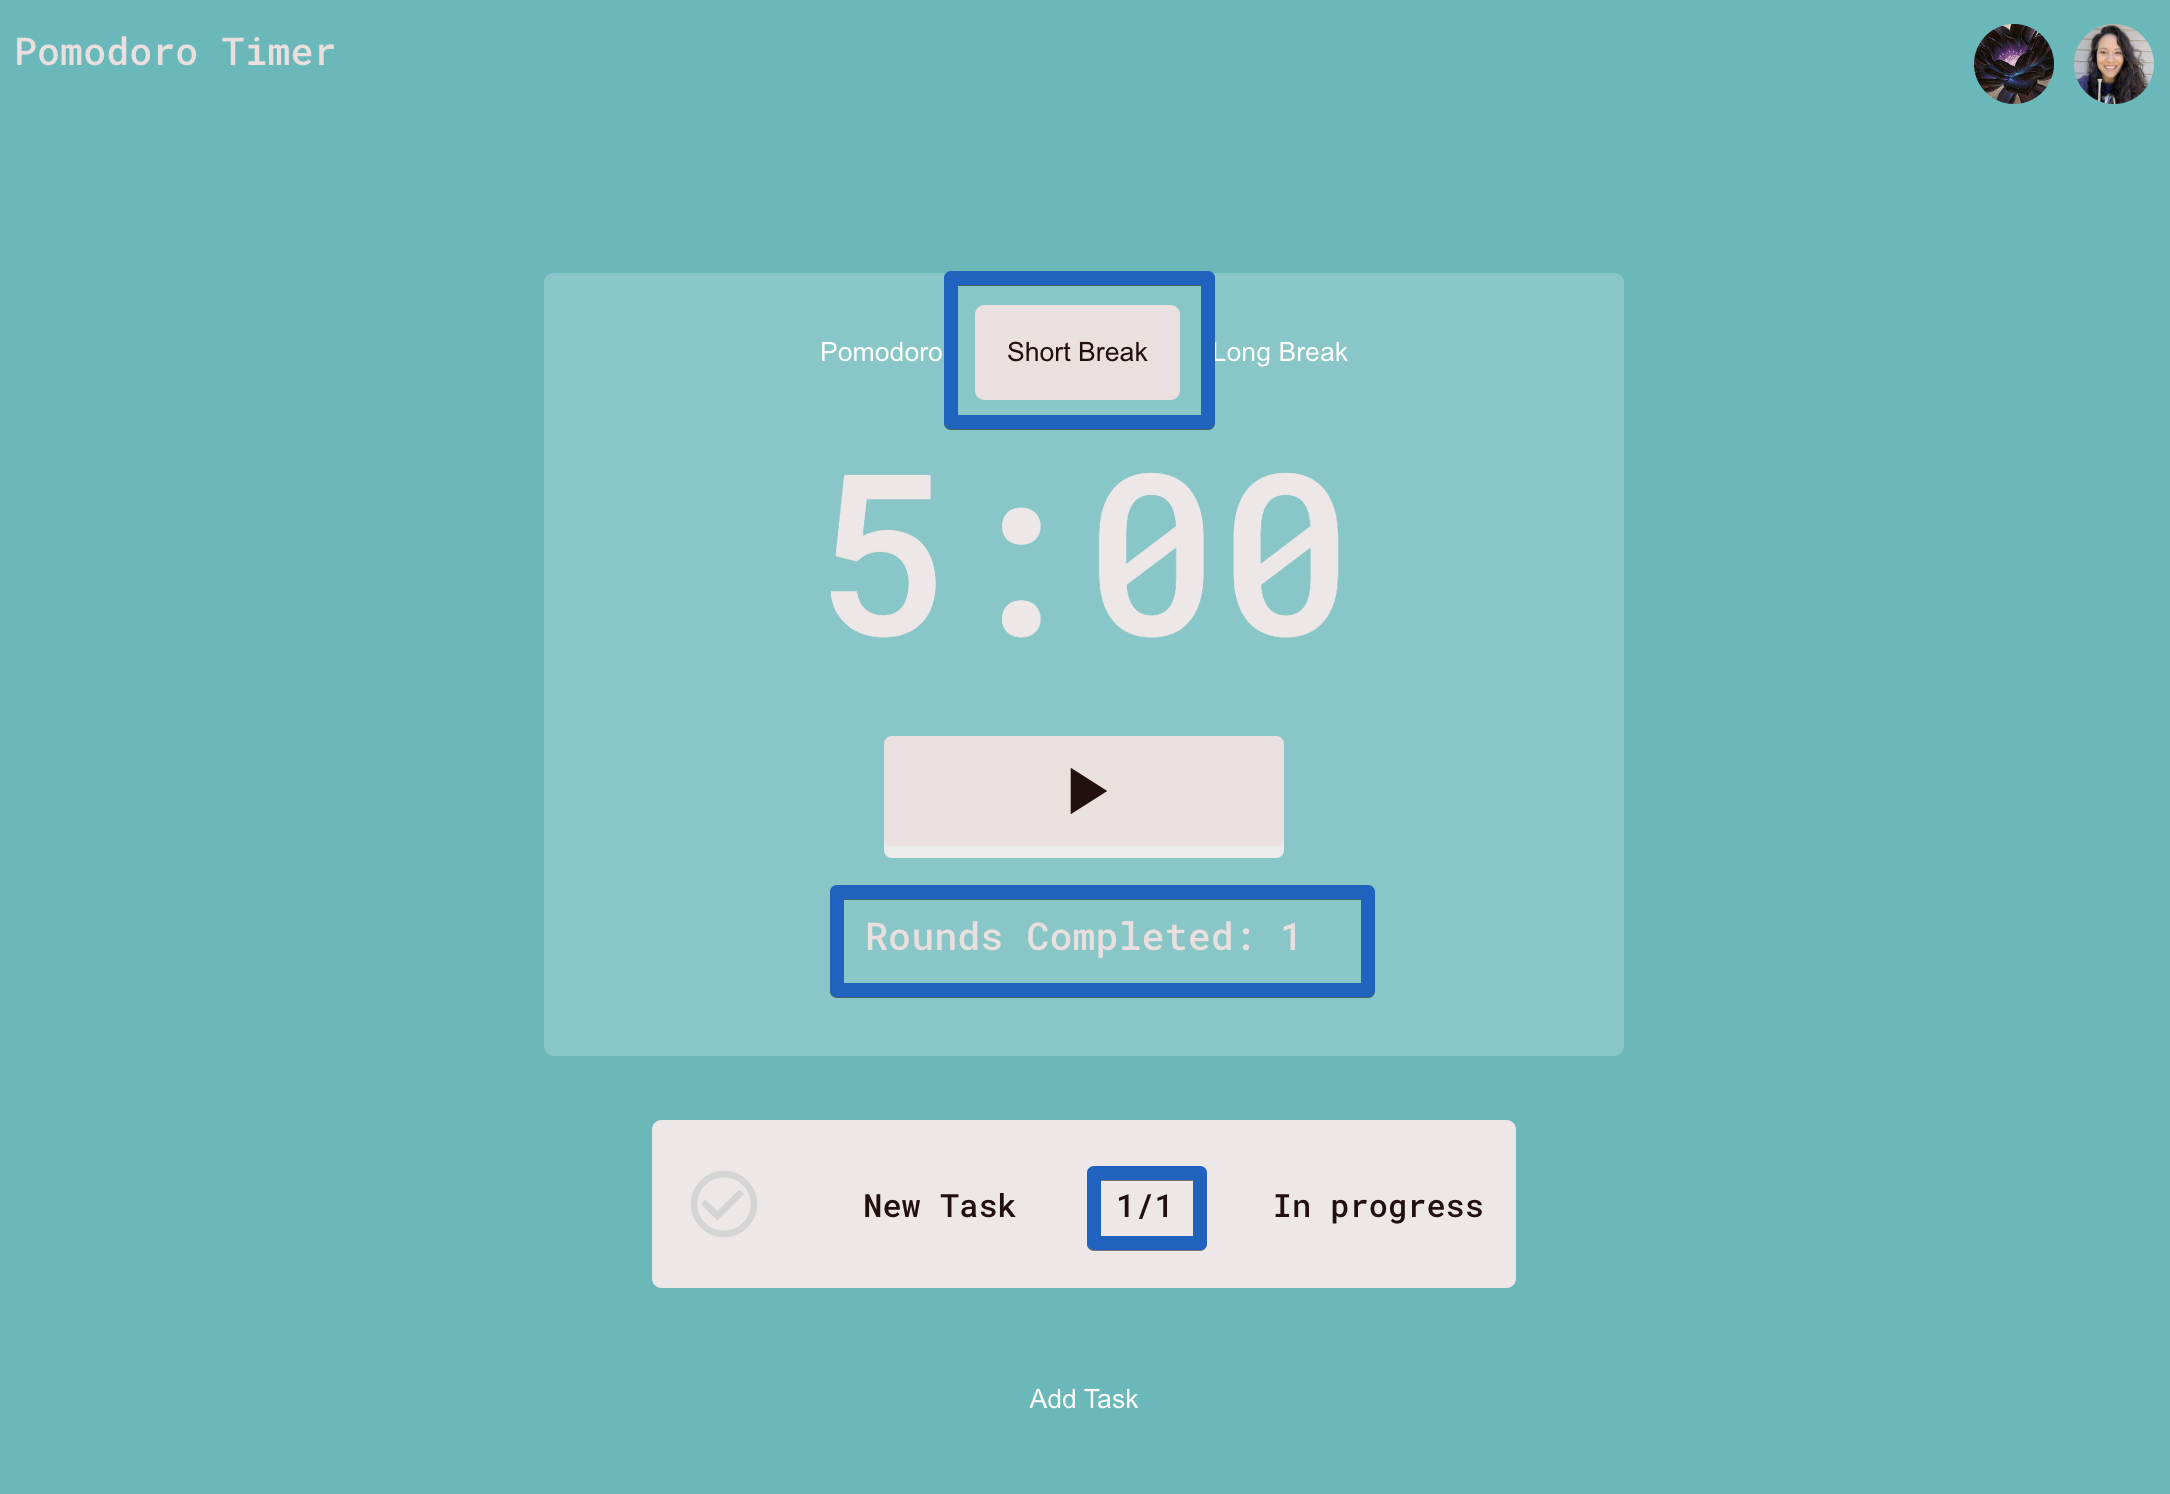 Pomodoro Timer
Pomodoro Short Break Long Break
5:00
Rounds Completed: 1
New Task 1/1 In progress
Add Task